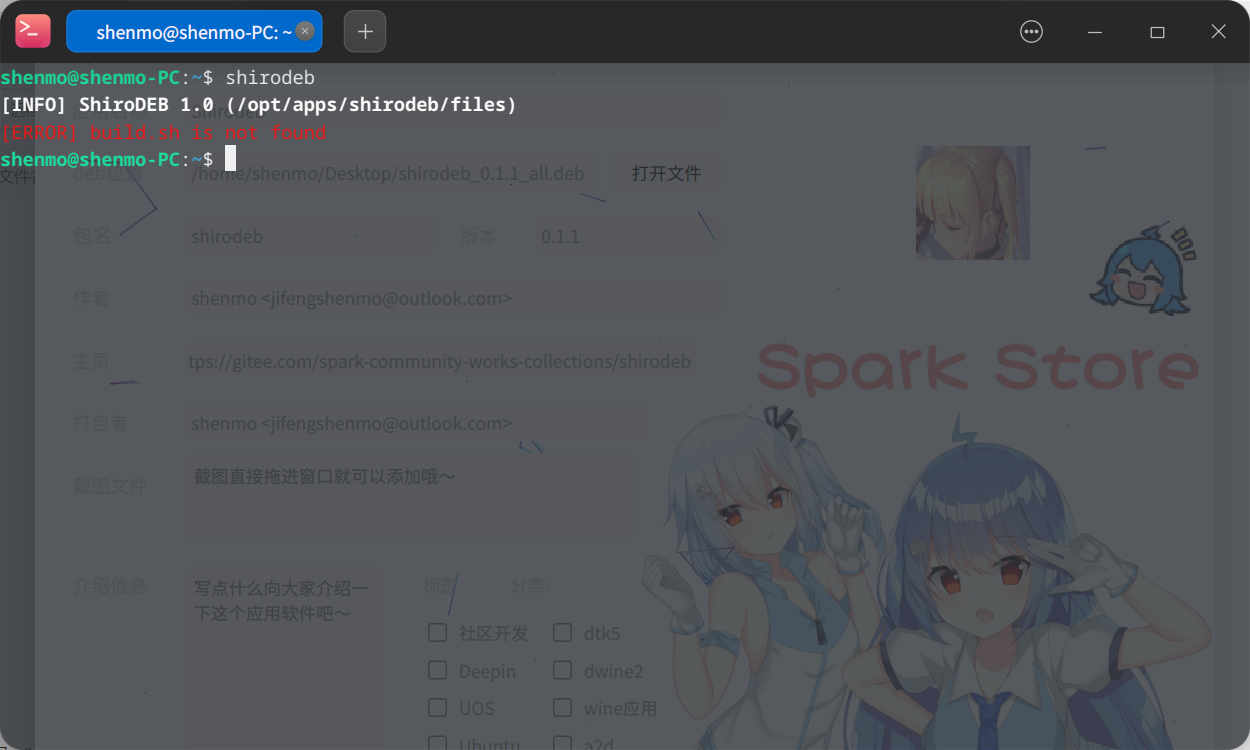 shenmo@shenmo-PC: ~
shenmo@shenmo-PC:~$ shirodeb
[INFO] ShiroDEB 1.0 (/opt/apps/shirodeb/files)
[ERROR] build.sh is not found
shenmo@shenmo-PC:~$
deb位置 /home/shenmo/Desktop/shirodeb_0.1.1_all.deb 打开文件
包名 shirodeb 版本 0.1.1
作者 shenmo <jifengshenmo@outlook.com>
主页 tps://gitee.com/spark-community-works-collections/shirodeb
Spark Store
打包者 shenmo <jifengshenmo@outlook.com>
截图文件 截图直接拖进窗口就可以添加哦～
介绍信息 写点什么向大家介绍一
下这个应用软件吧～
标签 分类:
社区开发 dtk5
Deepin dwine2
UOS wine应用
Ubuntu a2d